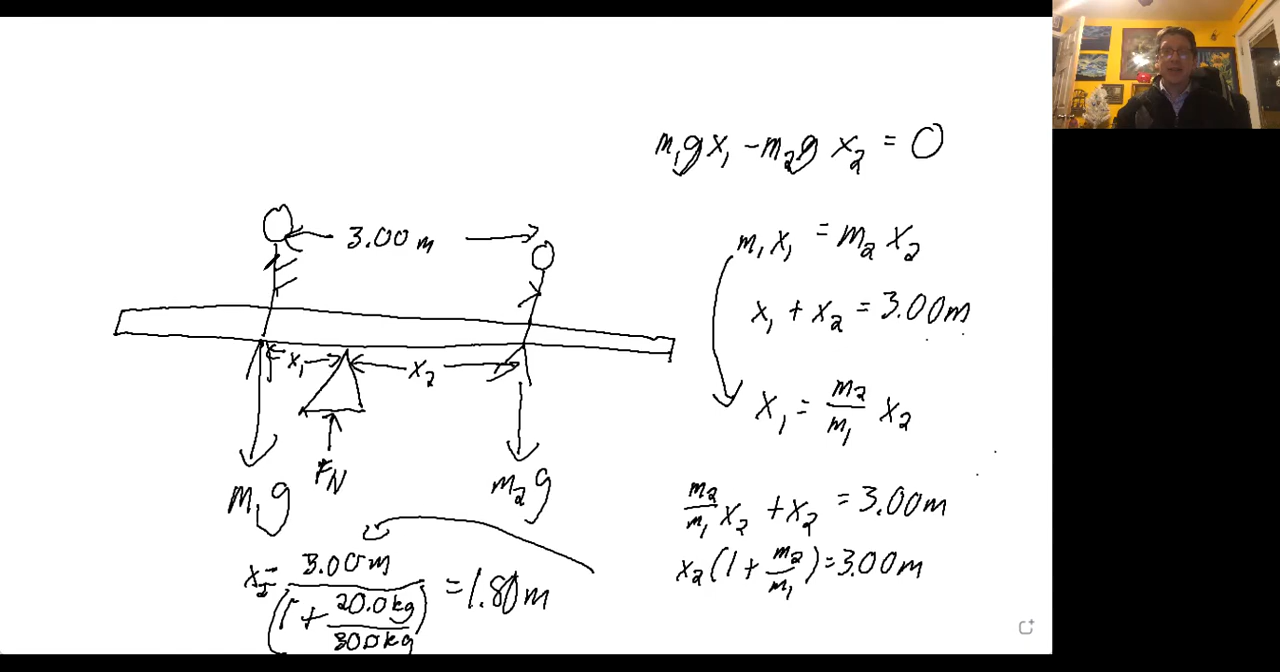 m₁gx₁ - m₂g x₂ = 0
3.00 m
m₁x₁ = m₂x₂
x₁ + x₂ = 3.00m
x₁
x₂
x₁ = m₂/m₁ x₂
F_N
m₁g
m₂g
m₂/m₁ x₂ + x₂ = 3.00m
x₂(1 + m₂/m₁) = 3.00m
x₂ = 3.00m/(1 + 20.0kg/30.0kg) = 1.80m